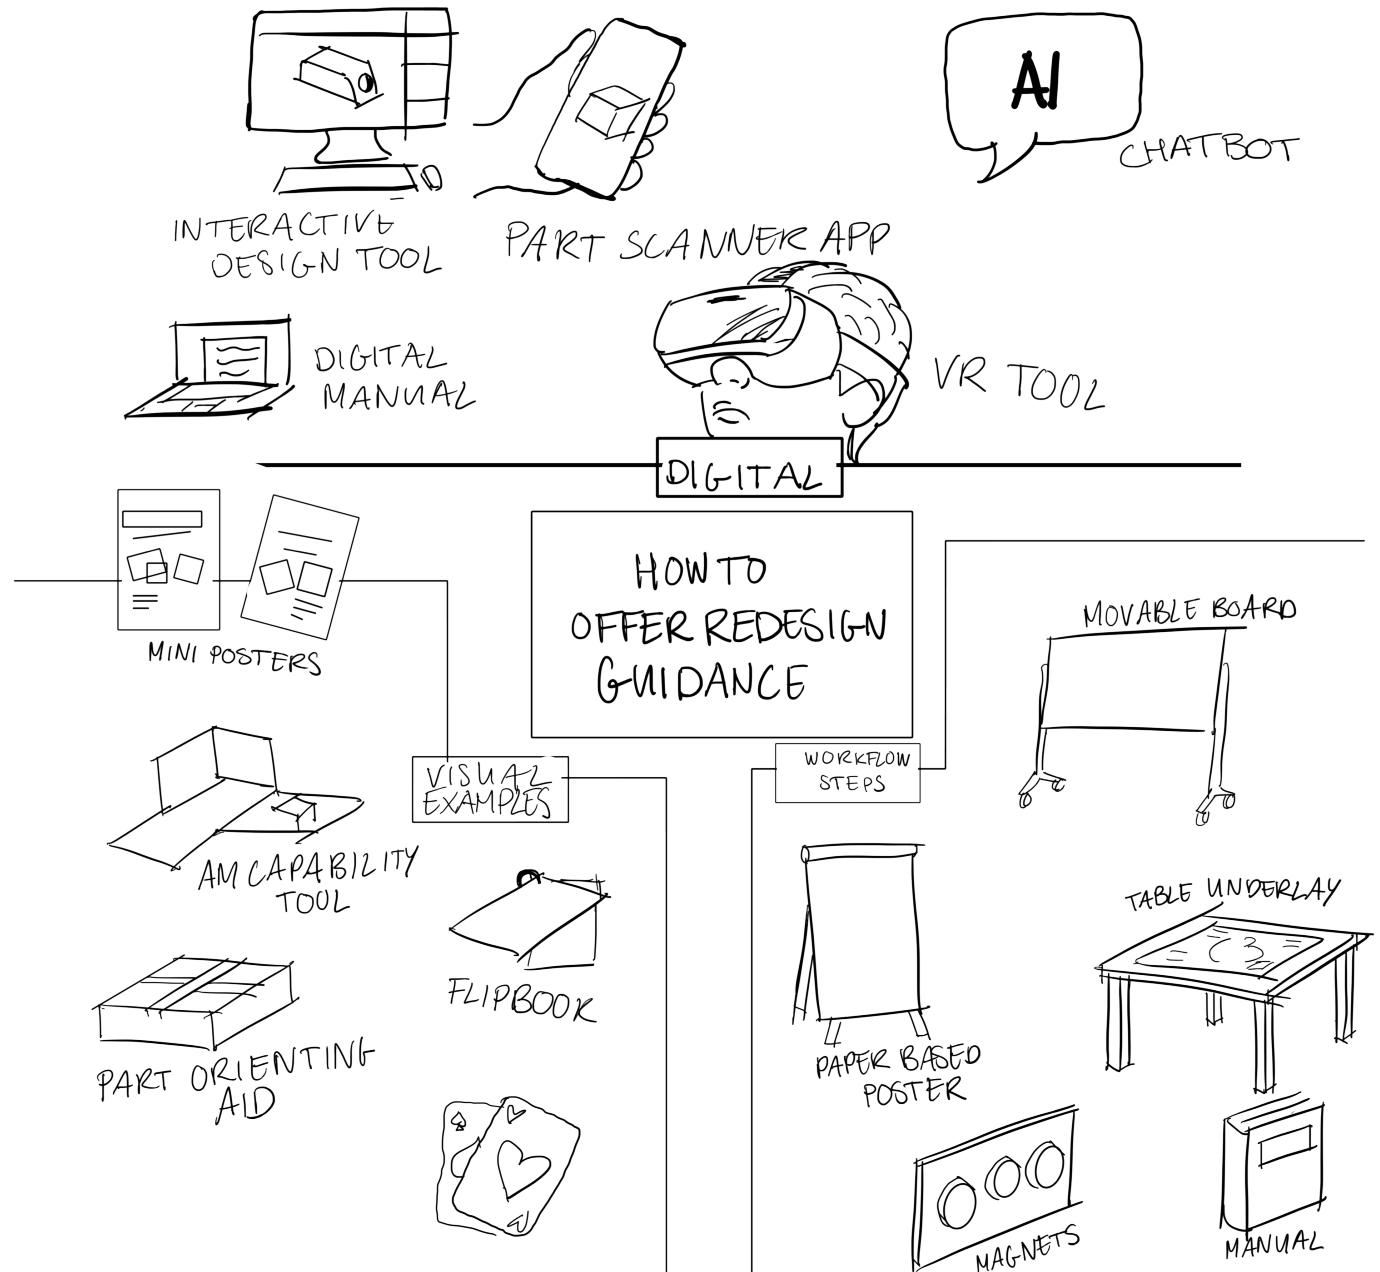 AI
CHATBOT
INTERACTIVE
DESIGN TOOL
PART SCANNER APP
DIGITAL
MANUAL
VR TOOL
DIGITAL
HOW TO
OFFER REDESIGN
GUIDANCE
MINI POSTERS
MOVABLE BOARD
VISUAL
EXAMPLES
WORKFLOW
STEPS
AM CAPABILITY
TOOL
FLIPBOOK
TABLE UNDERLAY
PART ORIENTING
AID
PAPER BASED
POSTER
MAGNETS
MANUAL